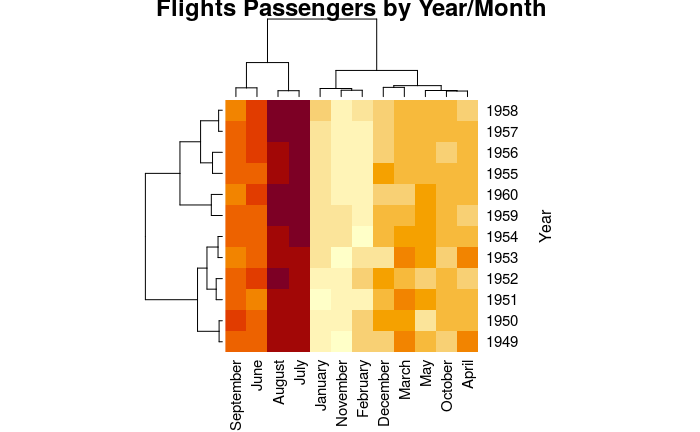 Flights Passengers by Year/Month
1958
1957
1956
1955
1960
1959
1954
1953
1952
1951
1950
1949
Year
September
June
August
July
January
November
February
December
March
May
October
April